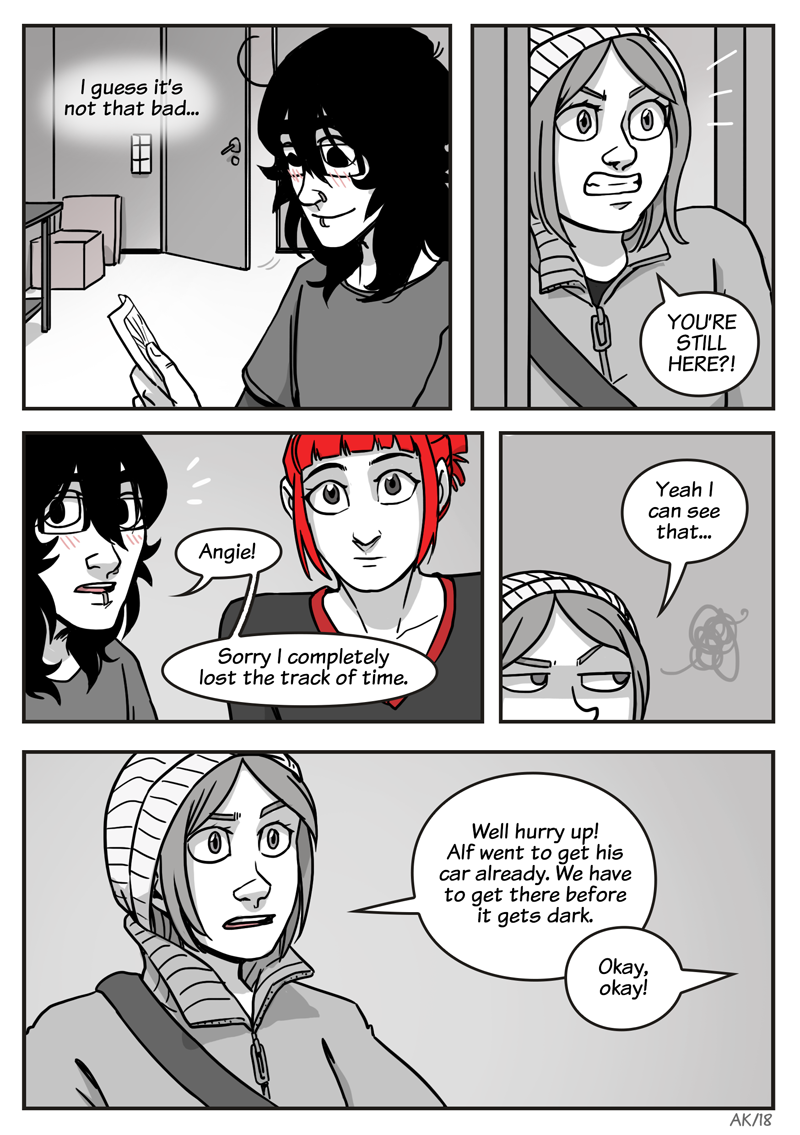 I guess it's
not that bad...
YOU'RE
STILL
HERE?!
Angie!
Sorry I completely
lost the track of time.
Yeah I
can see
that...
Well hurry up!
Alf went to get his
car already. We have
to get there before
it gets dark.
Okay,
okay!
AK/18